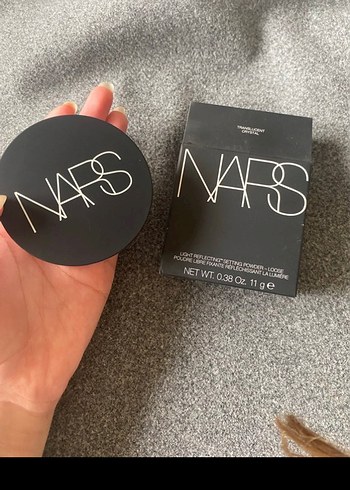 NARS
TRANSLUCENT
CRYSTAL
NARS
LIGHT REFLECTING™ SETTING POWDER – LOOSE
POUDRE LIBRE FIXANTE RÉFLÉCHISSANT LA LUMIÈRE
NET WT. 0.38 Oz. 11 g ℮